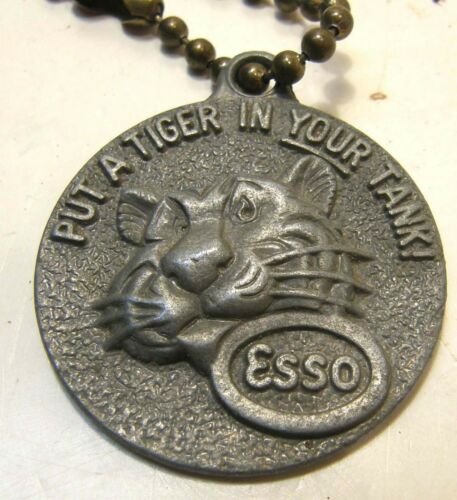 PUT A TIGER IN YOUR TANK!
Esso